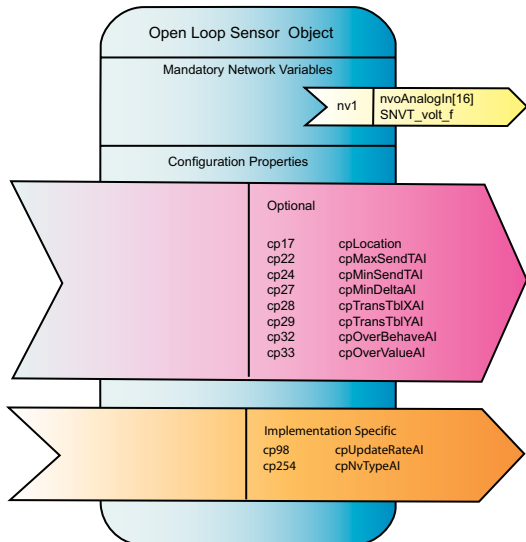 Open Loop Sensor Object
Mandatory Network Variables
nv1 nvoAnalogIn[16]
SNVT_volt_f
Configuration Properties
Optional
cp17 cpLocation
cp22 cpMaxSendTAI
cp24 cpMinSendTAI
cp27 cpMinDeltaAI
cp28 cpTransTblXAI
cp29 cpTransTblYAI
cp32 cpOverBehaveAI
cp33 cpOverValueAI
Implementation Specific
cp98 cpUpdateRateAI
cp254 cpNvTypeAI